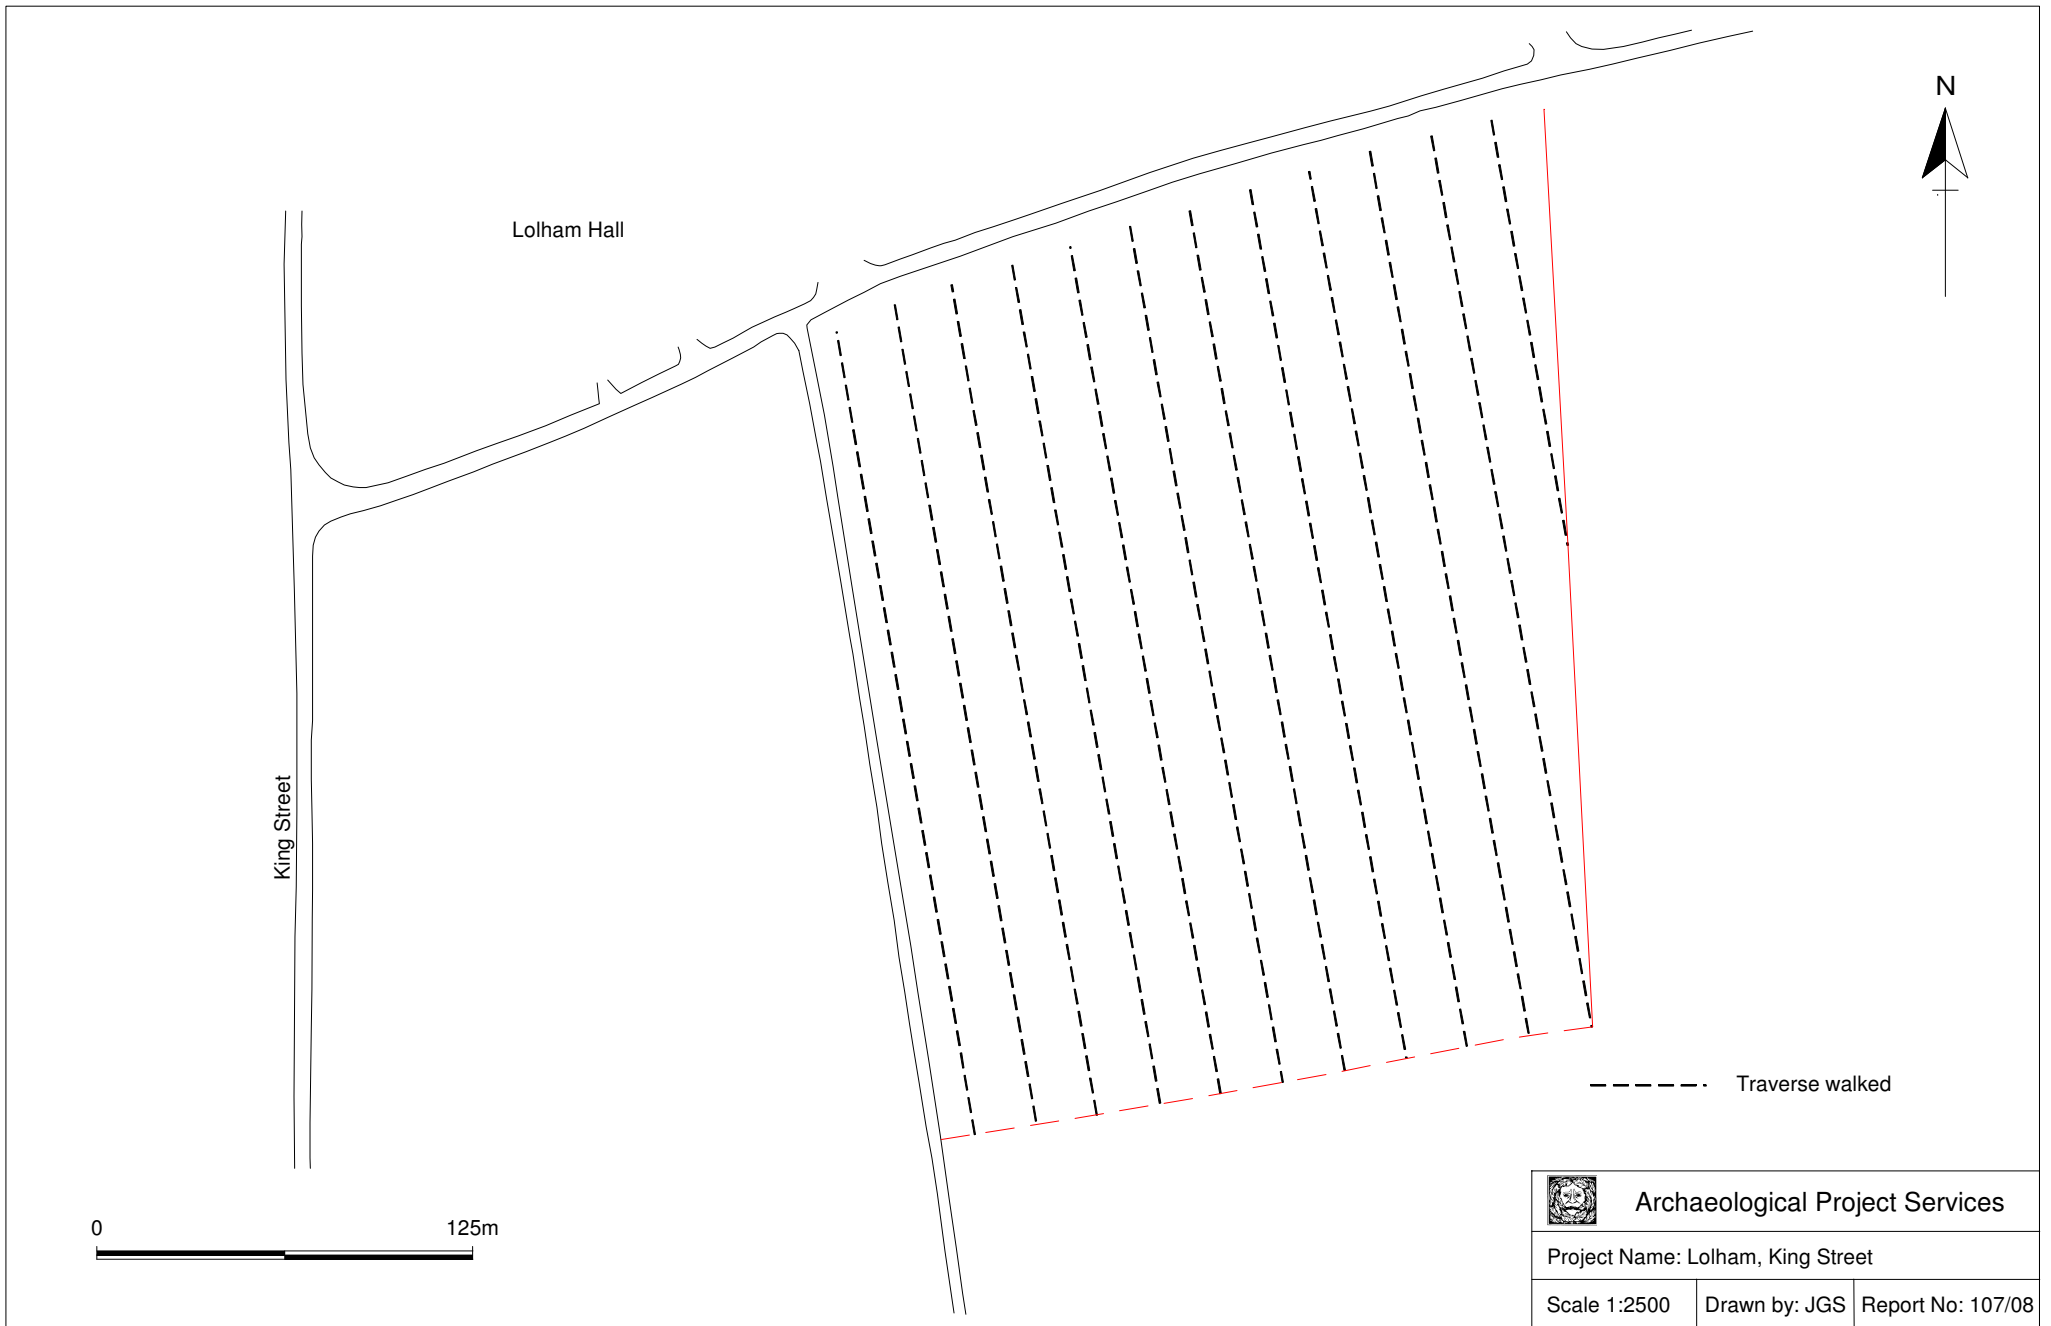 N
Lolham Hall
King Street
Traverse walked
0 125m
Archaeological Project Services
Project Name: Lolham, King Street
Scale 1:2500 Drawn by: JGS Report No: 107/08